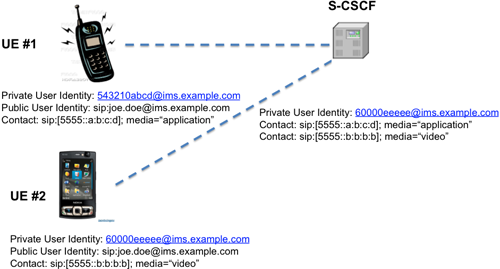 S-CSCF
UE #1
Private User Identity: 543210abcd@ims.example.com
Public User Identity: sip:joe.doe@ims.example.com
Contact: sip:[5555::a:b:c:d]; media=“application”
Private User Identity: 60000eeeee@ims.example.com
Contact: sip:[5555::a:b:c:d]; media=“application”
Contact: sip:[5555::b:b:b:b]; media=“video”
UE #2
Private User Identity: 60000eeeee@ims.example.com
Public User Identity: sip:joe.doe@ims.example.com
Contact: sip:[5555::b:b:b:b]; media=“video”